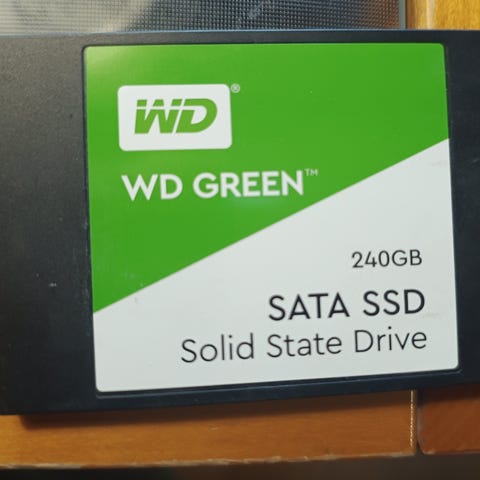 WD®
WD GREEN™
240GB
SATA SSD
Solid State Drive